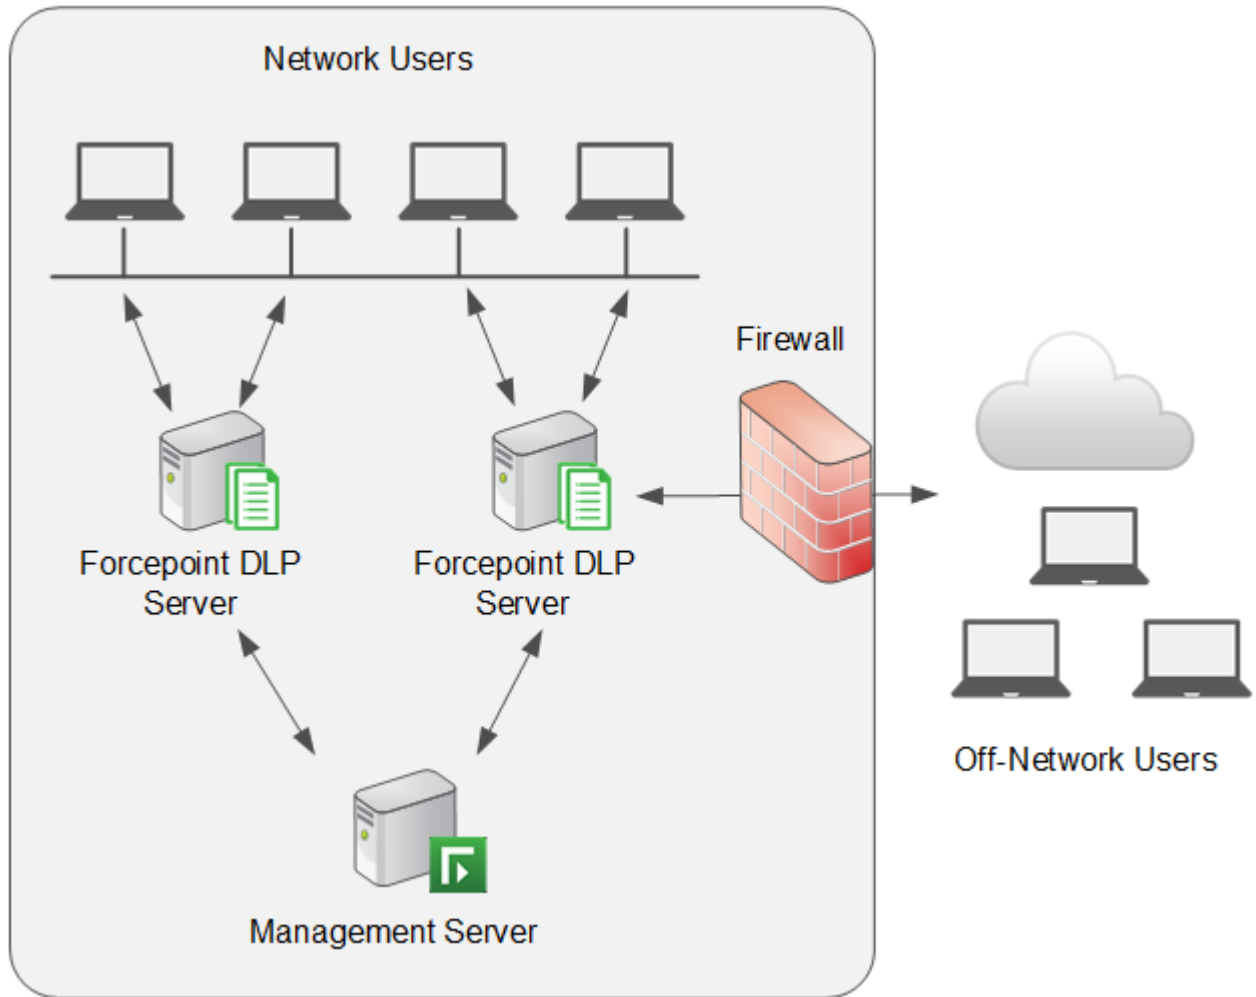 Network Users
Firewall
Forcepoint DLP
Server
Forcepoint DLP
Server
Off-Network Users
Management Server